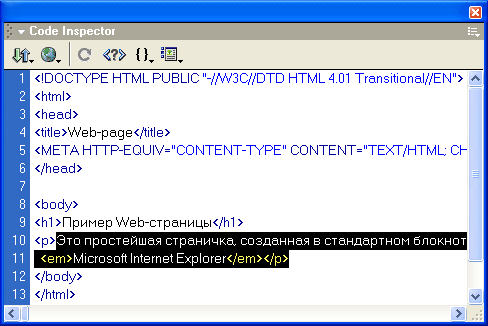 Code Inspector
1 <!DOCTYPE HTML PUBLIC "-//W3C//DTD HTML 4.01 Transitional//EN">
2 <html>
3 <head>
4 <title>Web-page</title>
5 <META HTTP-EQUIV="CONTENT-TYPE" CONTENT="TEXT/HTML; CH
6 </head>
7
8 <body>
9 <h1>Пример Web-страницы</h1>
10 <p>Это простейшая страничка, созданная в стандартном блокнот
11 <em>Microsoft Internet Explorer</em></p>
12 </body>
13 </html>